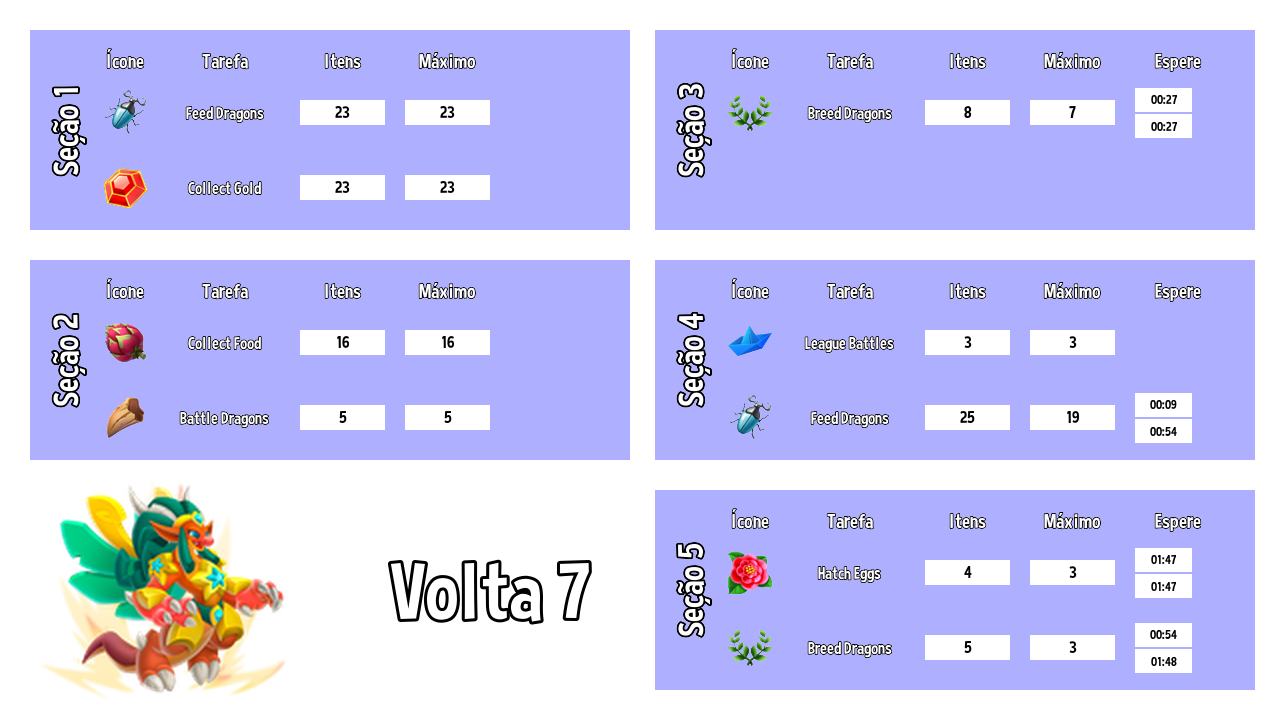 Seção 1
Ícone Tarefa Itens Máximo
Feed Dragons 23 23
Collect Gold 23 23
Seção 2
Ícone Tarefa Itens Máximo
Collect Food 16 16
Battle Dragons 5 5
Volta 7
Seção 3
Ícone Tarefa Itens Máximo Espere
Breed Dragons 8 7 00:27
00:27
Seção 4
Ícone Tarefa Itens Máximo Espere
League Battles 3 3
Feed Dragons 25 19 00:09
00:54
Seção 5
Ícone Tarefa Itens Máximo Espere
Hatch Eggs 4 3 01:47
01:47
Breed Dragons 5 3 00:54
01:48